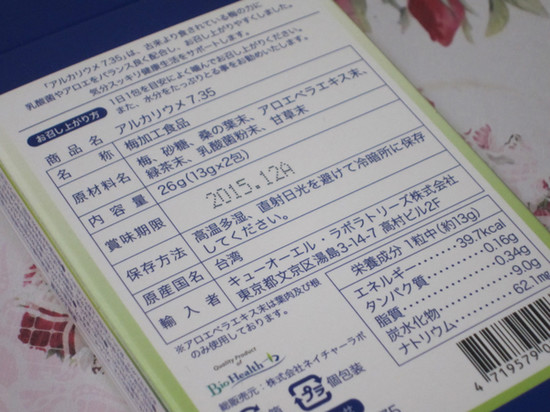 「アルカリウメ7.35」は、古来より食されている梅の力に
乳酸菌やアロエをバランス良く配合し、お召し上がりやすくしました。
気分スッキリ健康生活をサポートします。
お召し上がり方
1日1包を目安によく噛んでお召し上がりください。
また、水分をたっぷりとる事をお勧めいたします。
商品名 アルカリウメ7.35
名称 梅加工食品
原材料名 梅、砂糖、桑の葉末、アロエベラエキス末、
緑茶末、乳酸菌粉末、甘草末
内容量 26g(13g×2包)
賞味期限 2015.12A
保存方法 高温多湿、直射日光を避けて冷暗所に保存
してください。
原産国名 台湾
輸入者 キューオーエル・ラボラトリーズ株式会社
東京都文京区湯島3-14-7 高村ビル2F
※アロエベラエキス末は葉肉及び根
のみ使用しております。
栄養成分 1粒中(約13g)
エネルギー 39.7kcal
タンパク質 0.16g
脂質 0.34g
炭水化物 9.0g
ナトリウム 62.1mg
Quality Product of
BioHealth
総販売元：株式会社ネイチャーラボ
個包装
4 719579 0